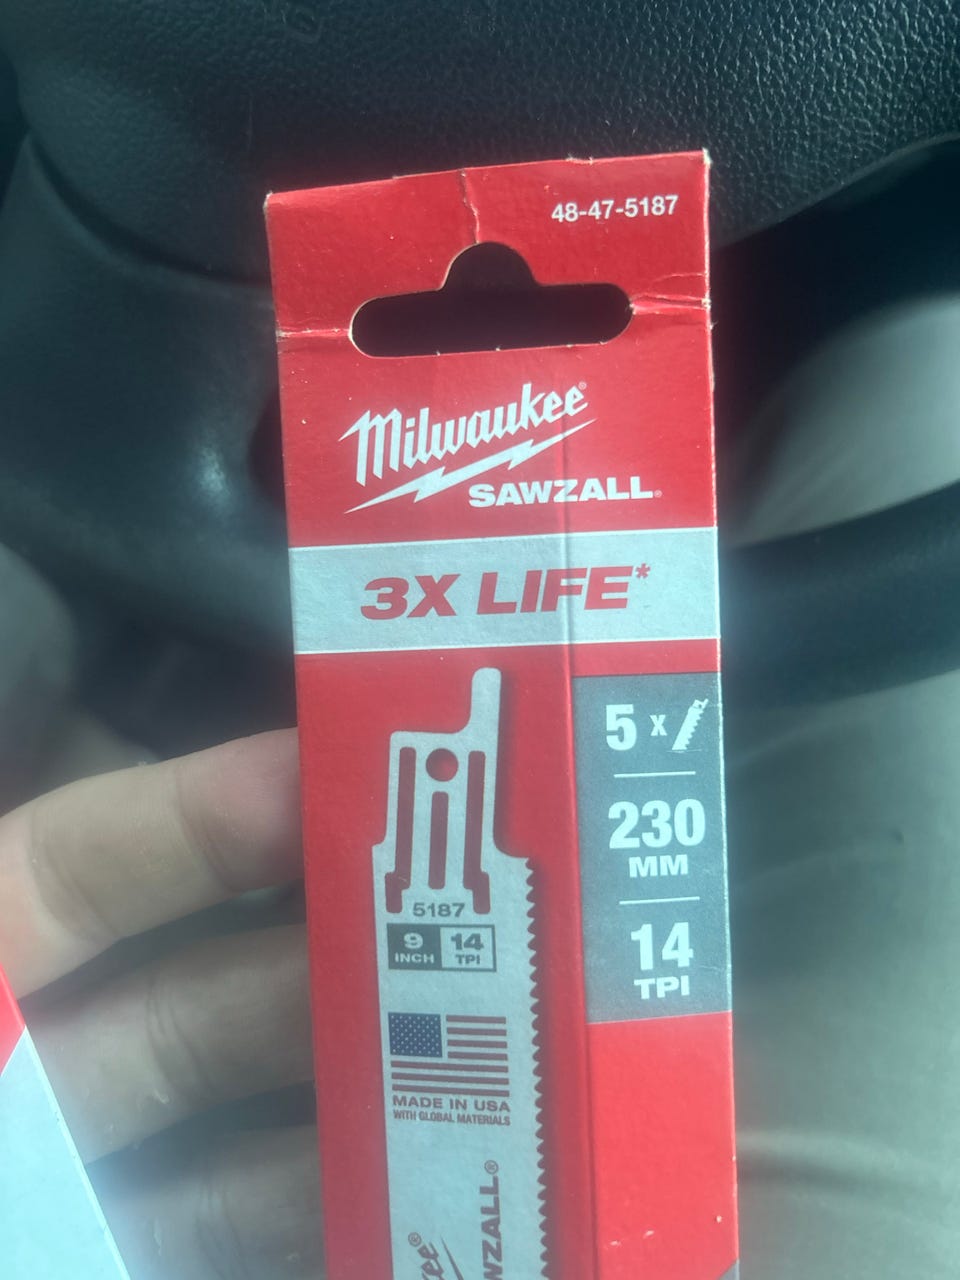 48-47-5187
Milwaukee®
SAWZALL®
3X LIFE*
5 x
230
MM
14
TPI
5187
9
INCH
14
TPI
MADE IN USA
WITH GLOBAL MATERIALS